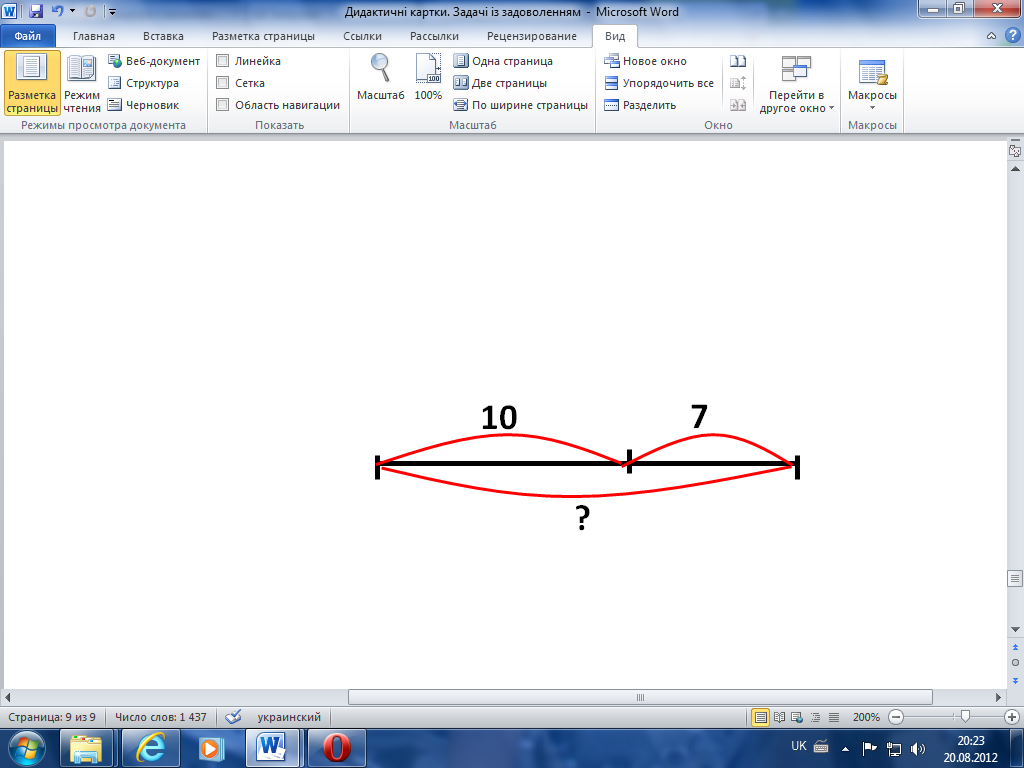 Дидактичні картки. Задачі із задоволенням - Microsoft Word
Файл Главная Вставка Разметка страницы Ссылки Рассылки Рецензирование Вид
Разметка страницы
Режим чтения
Веб-документ
Структура
Черновик
Режимы просмотра документа
Линейка
Сетка
Область навигации
Показать
Масштаб
100%
Одна страница
Две страницы
По ширине страницы
Масштаб
Новое окно
Упорядочить все
Разделить
Перейти в другое окно
Окно
Макросы
Макросы
10 7
?
Страница: 9 из 9 Число слов: 1 437 украинский 200%
UK 20:23
20.08.2012